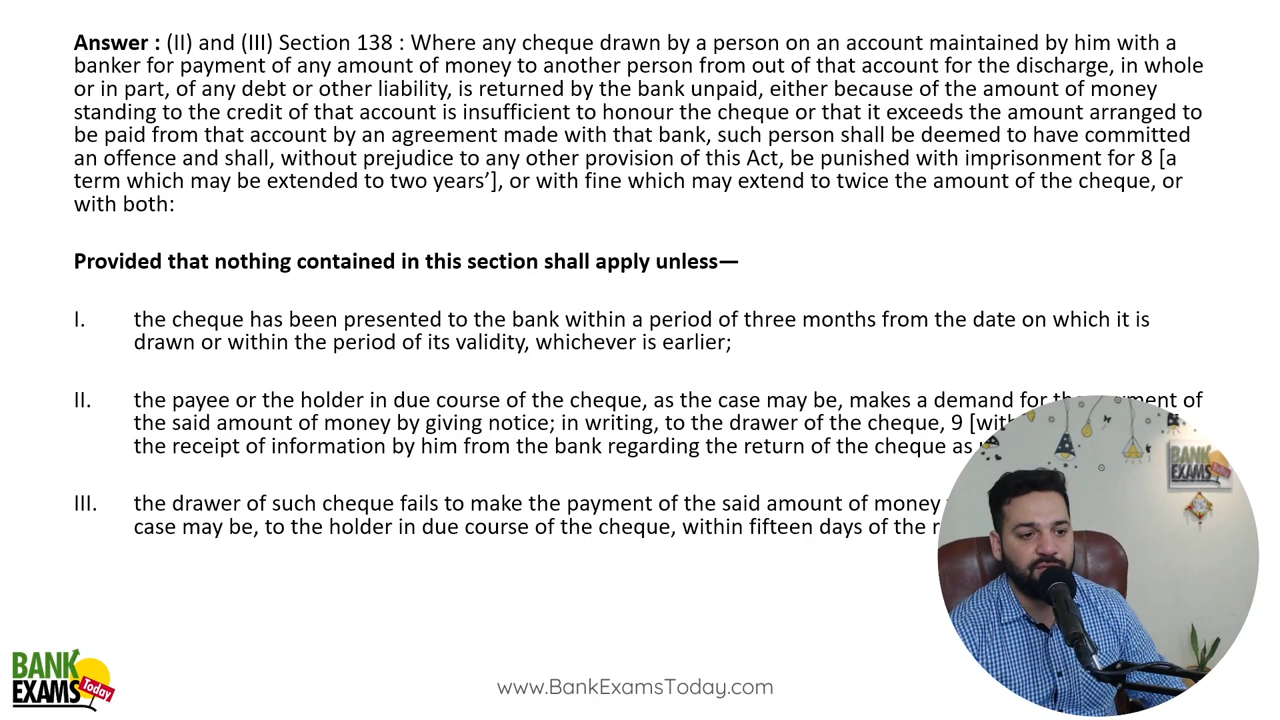 Answer : (II) and (III) Section 138 : Where any cheque drawn by a person on an account maintained by him with a
banker for payment of any amount of money to another person from out of that account for the discharge, in whole
or in part, of any debt or other liability, is returned by the bank unpaid, either because of the amount of money
standing to the credit of that account is insufficient to honour the cheque or that it exceeds the amount arranged to
be paid from that account by an agreement made with that bank, such person shall be deemed to have committed
an offence and shall, without prejudice to any other provision of this Act, be punished with imprisonment for 8 [a
term which may be extended to two years’], or with fine which may extend to twice the amount of the cheque, or
with both:
Provided that nothing contained in this section shall apply unless—
I. the cheque has been presented to the bank within a period of three months from the date on which it is
drawn or within the period of its validity, whichever is earlier;
II. the payee or the holder in due course of the cheque, as the case may be, makes a demand for of
the said amount of money by giving notice; in writing, to the drawer of the cheque, 9
the receipt of information by him from the bank regarding the return of the cheque as
III. the drawer of such cheque fails to make the payment of the said amount of money
case may be, to the holder in due course of the cheque, within fifteen days of the
BANK
EXAMS
BANK
EXAMS
Today
www.BankExamsToday.com